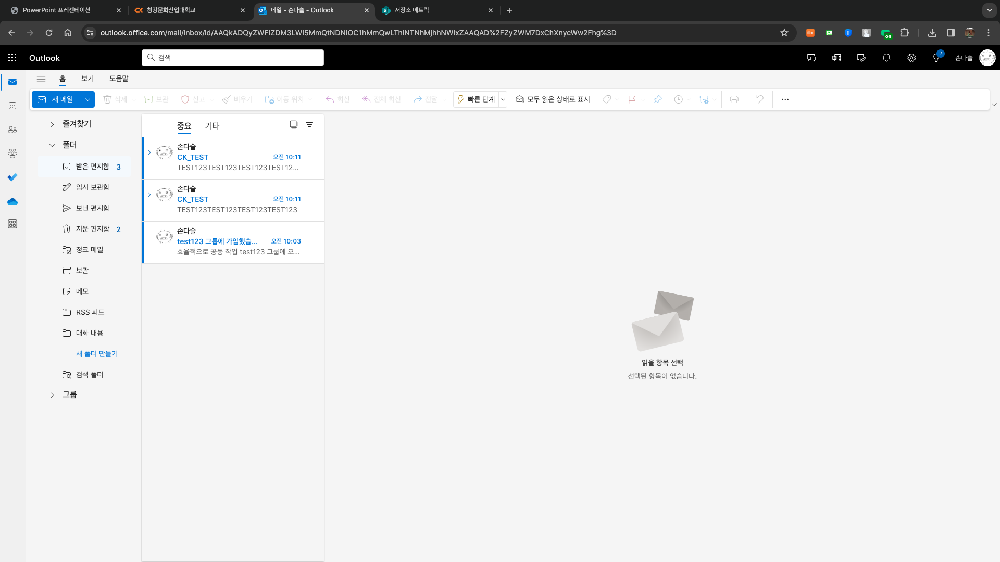 PowerPoint 프레젠테이션
청강문화산업대학교
메일 - 손다슬 - Outlook
저장소 메트릭
outlook.office.com/mail/inbox/id/AAQkADQyZWFlZDM3LWI5MmQtNDNlOC1hMmQwLThiNTNhMjhhNWIxZAAQAD%2FZyZWM7DxChXnycWw2Fhg%3D
on
Outlook
검색
2
손다슬
홈
보기
도움말
새 메일
삭제
보관
신고
비우기
이동 위치
회신
전체 회신
전달
빠른 단계
모두 읽은 상태로 표시
즐겨찾기
폴더
받은 편지함 3
임시 보관함
보낸 편지함
지운 편지함 2
정크 메일
보관
메모
RSS 피드
대화 내용
새 폴더 만들기
검색 폴더
그룹
중요
기타
손다슬
CK_TEST 오전 10:11
TEST123TEST123TEST123TEST12...
손다슬
CK_TEST 오전 10:11
TEST123TEST123TEST123TEST123
손다슬
test123 그룹에 가입했습... 오전 10:03
효율적으로 공동 작업 test123 그룹에 오...
읽을 항목 선택
선택된 항목이 없습니다.